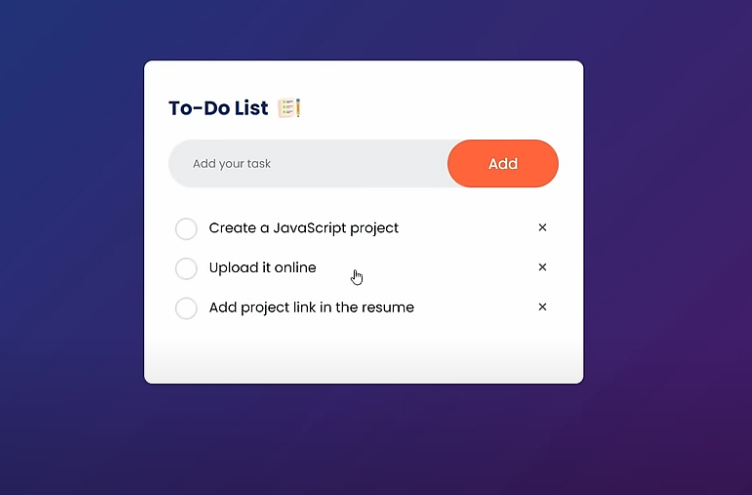 To-Do List
Add your task
Add
Create a JavaScript project
×
Upload it online
×
Add project link in the resume
×